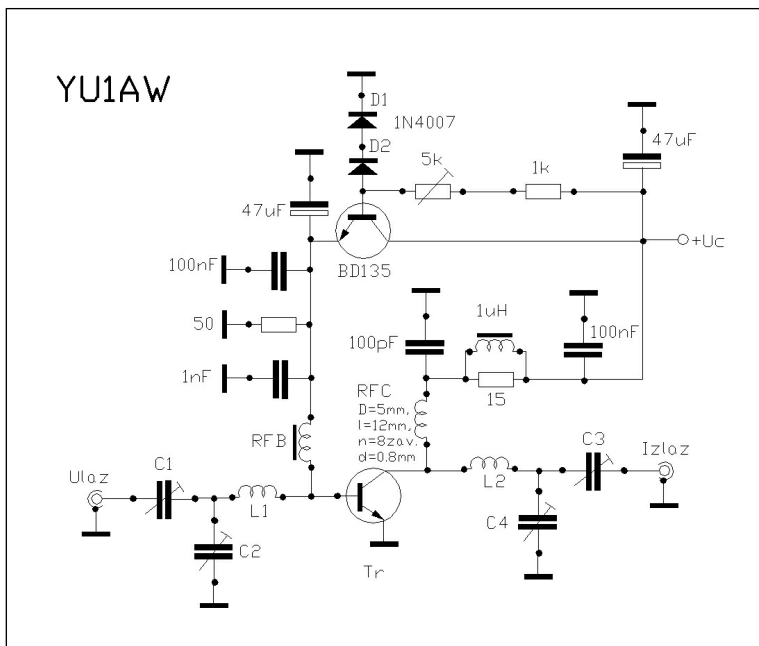 YU1AW
D1
1N4007
D2
47uF
5k
1k
47uF
BD135
+Uc
100nF
50
1nF
1uH
100pF
100nF
15
RFC
D=5mm,
l=12mm,
n=8zav.
d=0.8mm
RFB
Ulaz
C1
L1
C2
Tr
L2
C3
Izlaz
C4